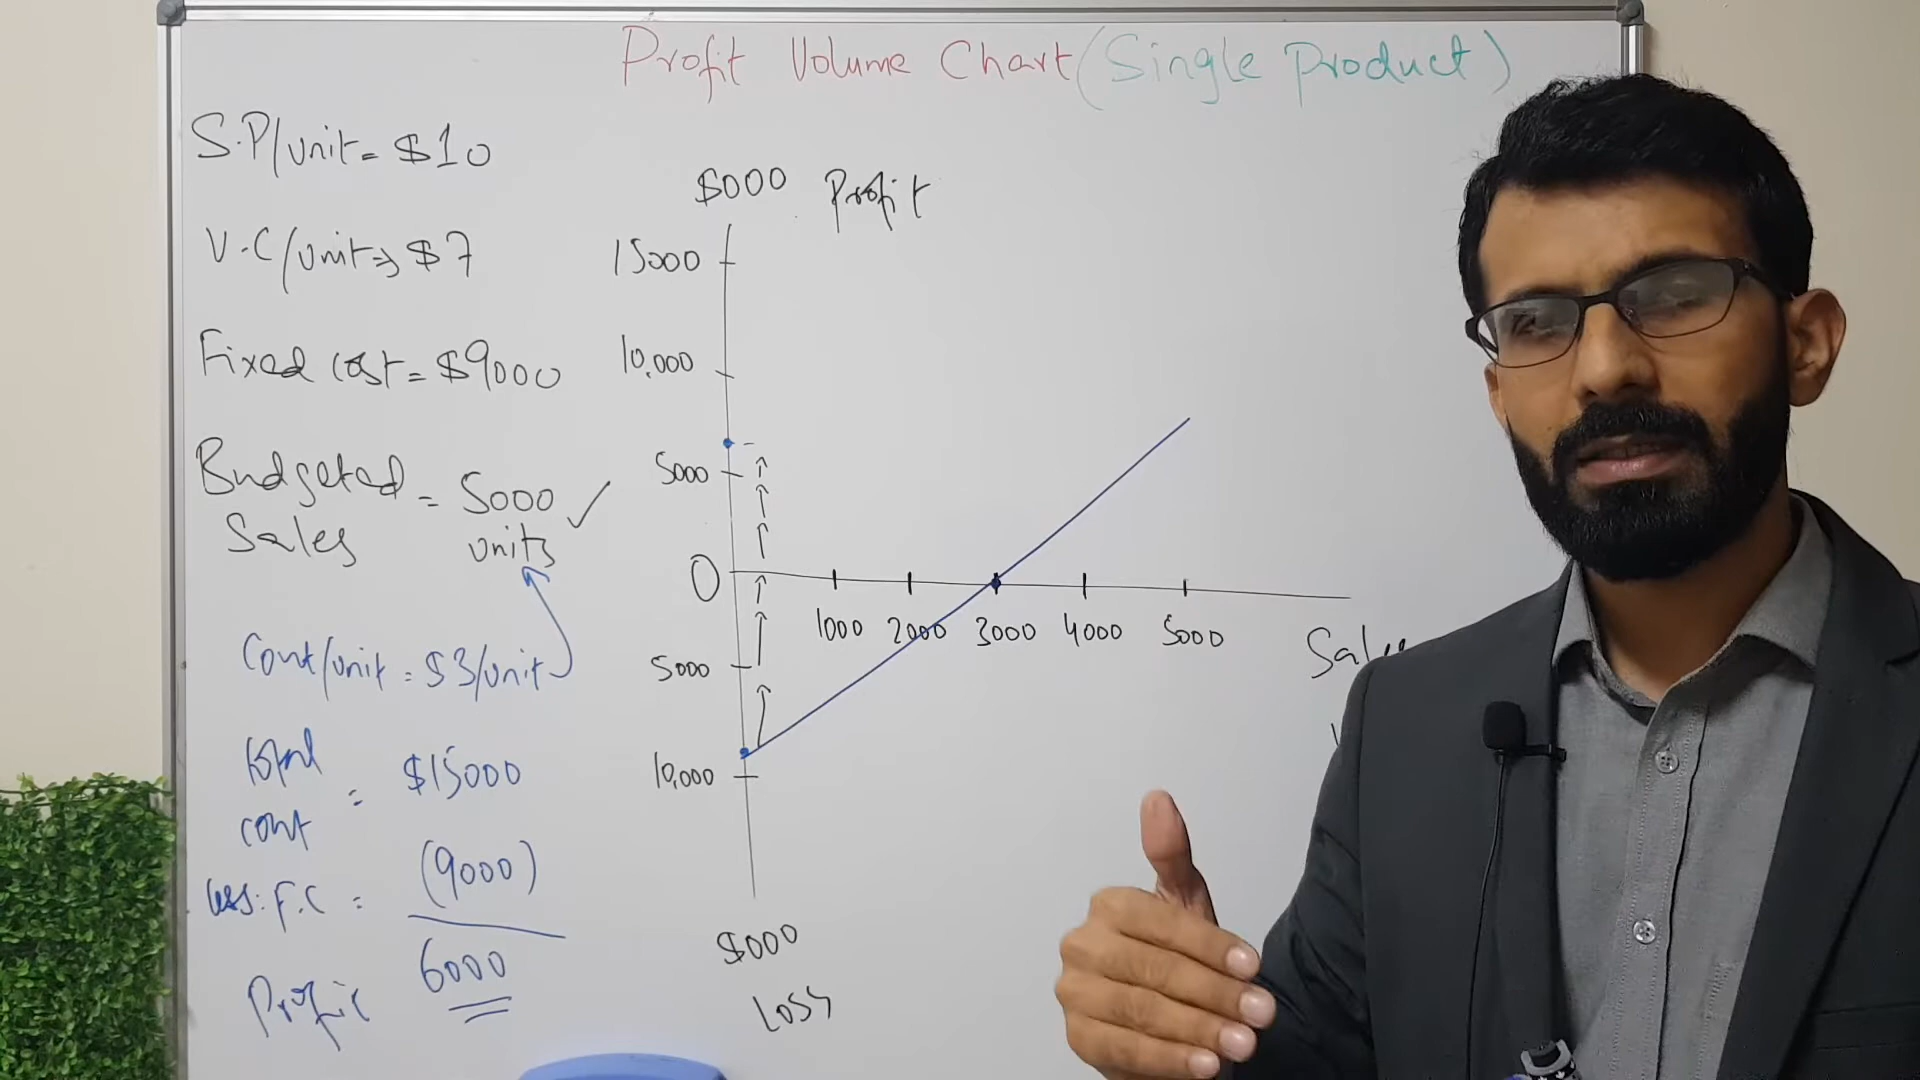 Profit Volume Chart (Single Product)
S.P/unit = $10
V.C/unit => $7
Fixed cost = $9000
Budgeted Sales = 5000 units ✓
Cont/unit = $3/unit
total cont = $15000
Less: F.C = (9000)
Profit 6000
$000 Profit
15000
10,000
5000
0
1000 2000 3000 4000 5000
5000
10,000
$000
Loss